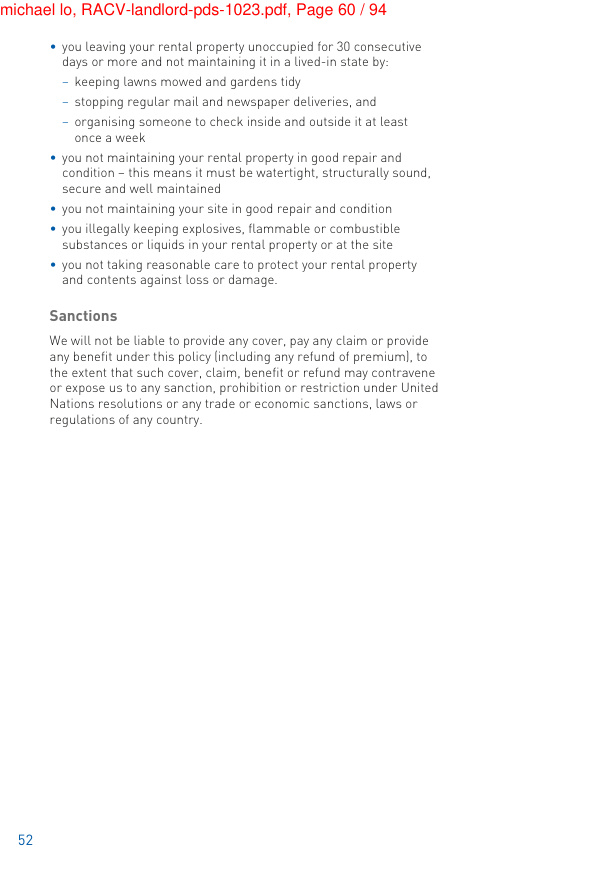 michael lo, RACV-landlord-pds-1023.pdf, Page 60 / 94
• you leaving your rental property unoccupied for 30 consecutive
days or more and not maintaining it in a lived-in state by:
– keeping lawns mowed and gardens tidy
– stopping regular mail and newspaper deliveries, and
– organising someone to check inside and outside it at least
once a week
• you not maintaining your rental property in good repair and
condition – this means it must be watertight, structurally sound,
secure and well maintained
• you not maintaining your site in good repair and condition
• you illegally keeping explosives, flammable or combustible
substances or liquids in your rental property or at the site
• you not taking reasonable care to protect your rental property
and contents against loss or damage.
Sanctions
We will not be liable to provide any cover, pay any claim or provide
any benefit under this policy (including any refund of premium), to
the extent that such cover, claim, benefit or refund may contravene
or expose us to any sanction, prohibition or restriction under United
Nations resolutions or any trade or economic sanctions, laws or
regulations of any country.
52